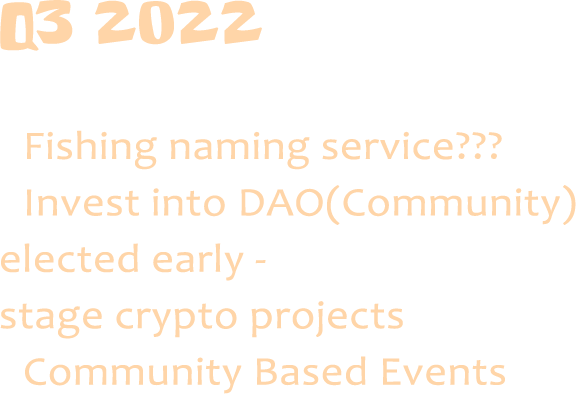 Q3 2022
Fishing naming service???
Invest into DAO(Community)
elected early -
stage crypto projects
Community Based Events